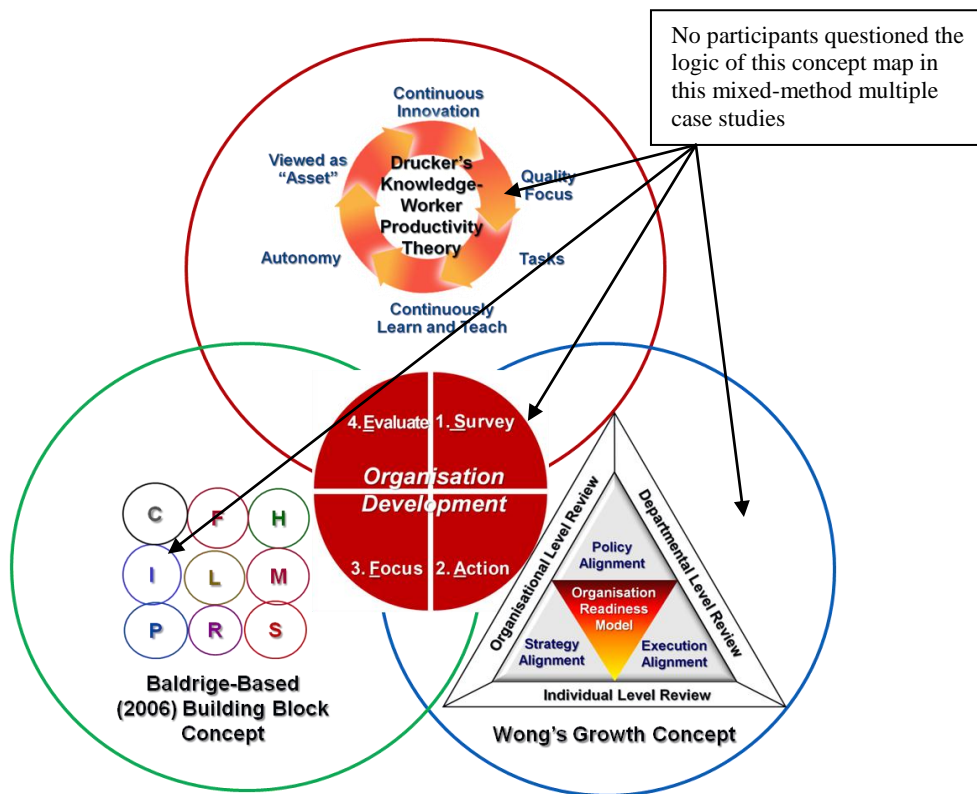 No participants questioned the
logic of this concept map in
this mixed-method multiple
case studies
Continuous
Innovation
Viewed as
“Asset”
Drucker’s
Knowledge-
Worker
Productivity
Theory
Quality
Focus
Autonomy
Tasks
Continuously
Learn and Teach
4. Evaluate
1. Survey
Organisation
Development
3. Focus
2. Action
C
F
H
I
L
M
P
R
S
Baldrige-Based
(2006) Building Block
Concept
Organisational Level Review
Departmental Level Review
Policy
Alignment
Organisation
Readiness
Model
Strategy
Alignment
Execution
Alignment
Individual Level Review
Wong’s Growth Concept